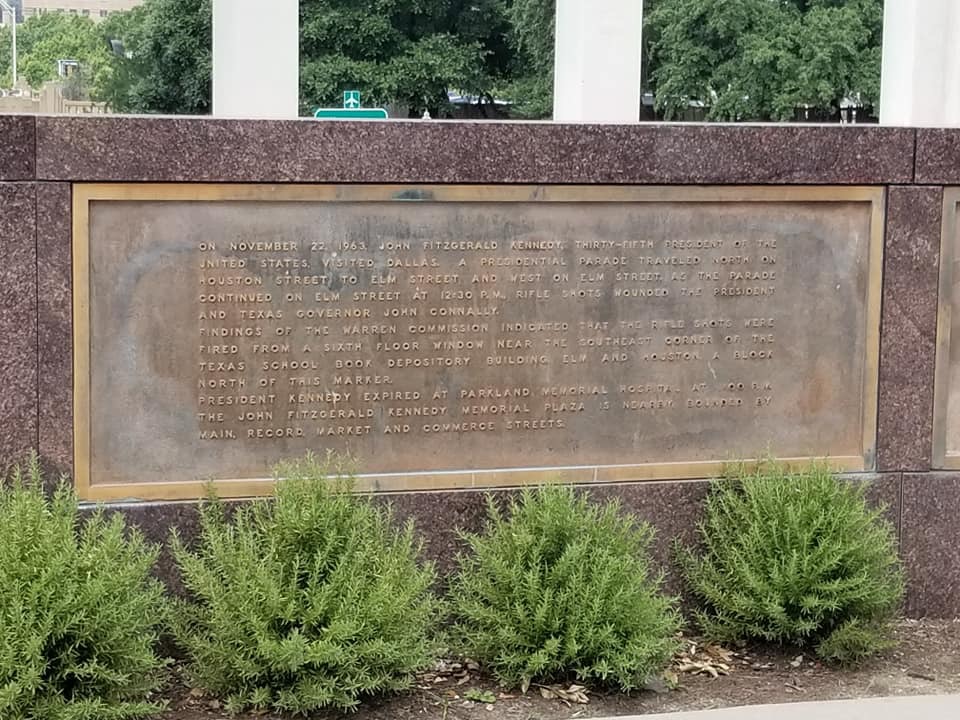 ON NOVEMBER 22, 1963, JOHN FITZGERALD KENNEDY, THIRTY-FIFTH PRESIDENT OF THE
UNITED STATES, VISITED DALLAS. A PRESIDENTIAL PARADE TRAVELED NORTH ON
HOUSTON STREET TO ELM STREET AND WEST ON ELM STREET. AS THE PARADE
CONTINUED ON ELM STREET AT 12:30 P.M., RIFLE SHOTS WOUNDED THE PRESIDENT
AND TEXAS GOVERNOR JOHN CONNALLY.
FINDINGS OF THE WARREN COMMISSION INDICATED THAT THE RIFLE SHOTS WERE
FIRED FROM A SIXTH FLOOR WINDOW NEAR THE SOUTHEAST CORNER OF THE
TEXAS SCHOOL BOOK DEPOSITORY BUILDING, ELM AND HOUSTON, A BLOCK
NORTH OF THIS MARKER.
PRESIDENT KENNEDY EXPIRED AT PARKLAND MEMORIAL HOSPITAL AT 1:00 P.M.
THE JOHN FITZGERALD KENNEDY MEMORIAL PLAZA IS NEARBY BOUNDED BY
MAIN, RECORD, MARKET AND COMMERCE STREETS.